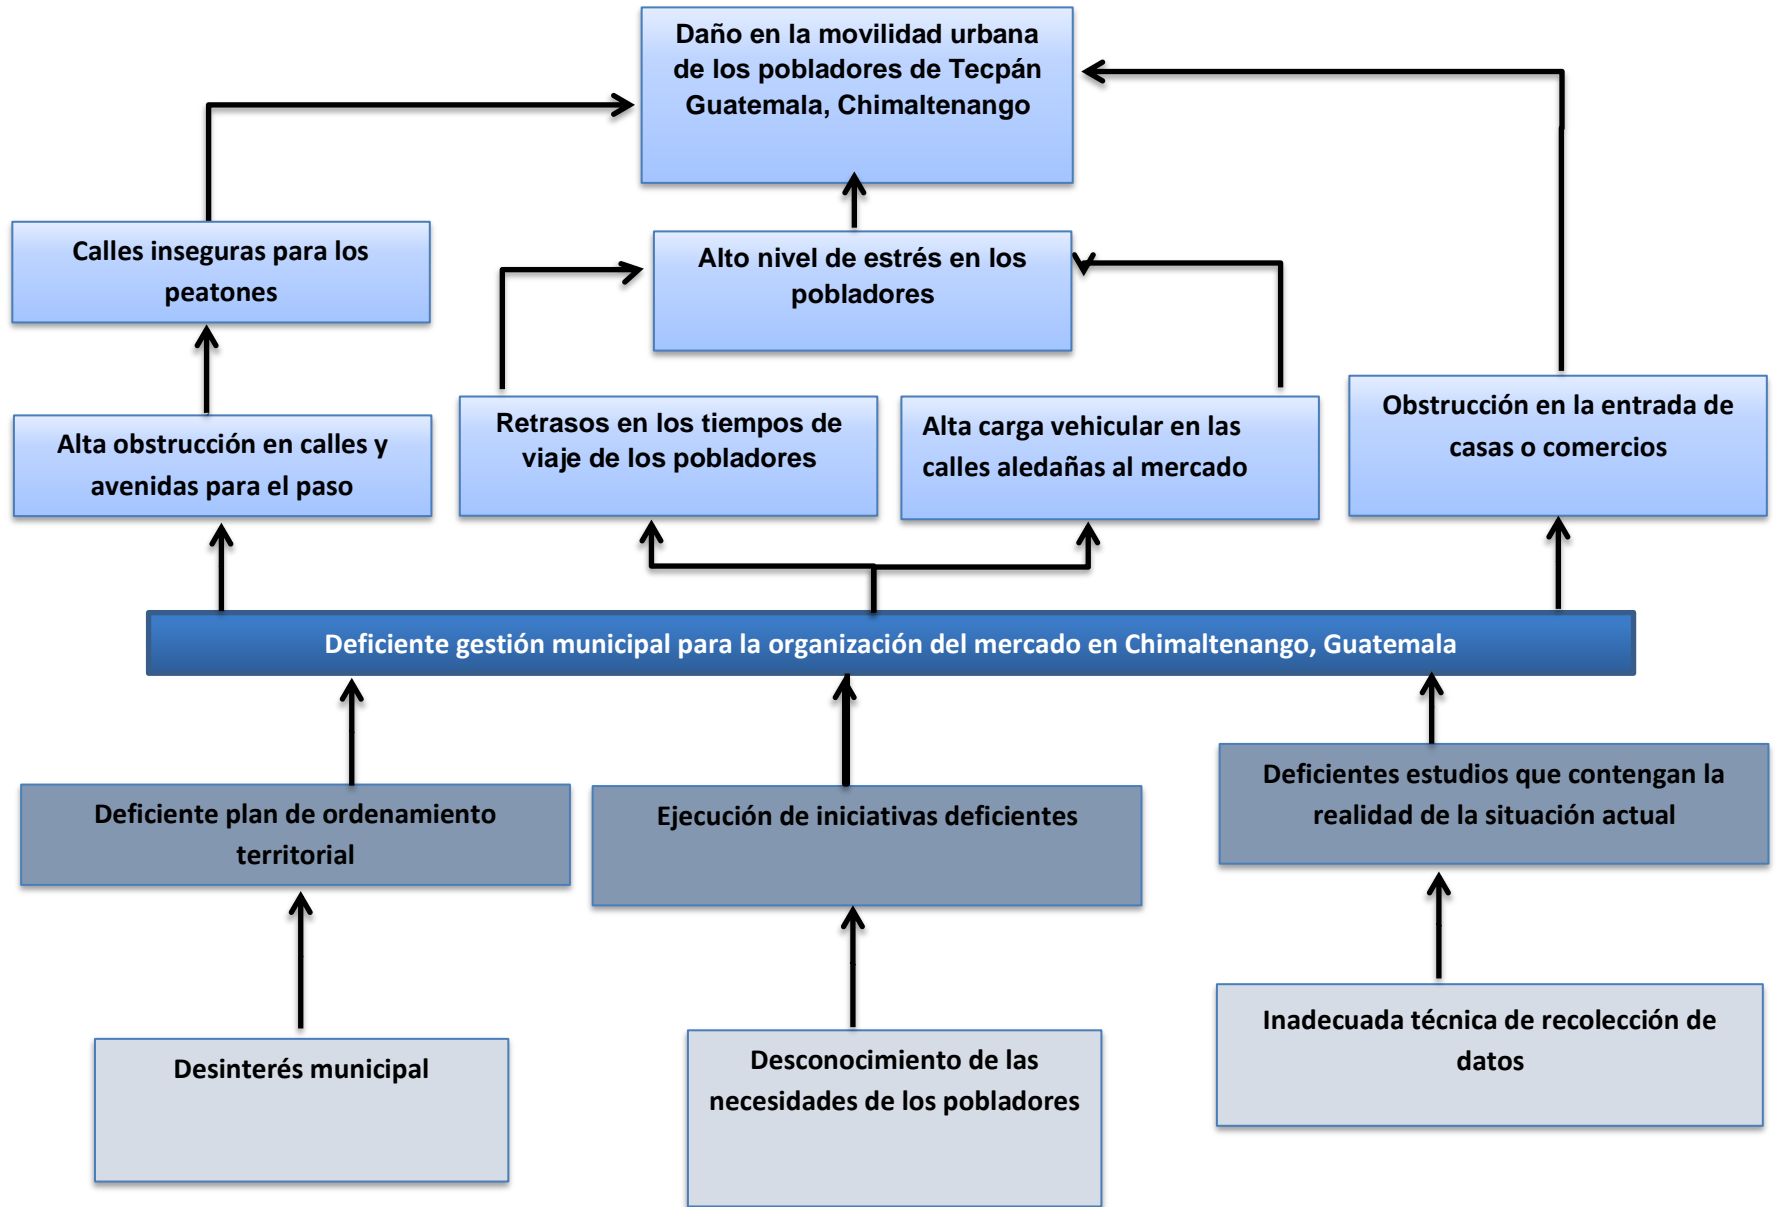 Daño en la movilidad urbana
de los pobladores de Tecpán
Guatemala, Chimaltenango
Calles inseguras para los
peatones
Alto nivel de estrés en los
pobladores
Alta obstrucción en calles y
avenidas para el paso
Retrasos en los tiempos de
viaje de los pobladores
Alta carga vehicular en las
calles aledañas al mercado
Obstrucción en la entrada de
casas o comercios
Deficiente gestión municipal para la organización del mercado en Chimaltenango, Guatemala
Deficiente plan de ordenamiento
territorial
Ejecución de iniciativas deficientes
Deficientes estudios que contengan la
realidad de la situación actual
Desinterés municipal
Desconocimiento de las
necesidades de los pobladores
Inadecuada técnica de recolección de
datos